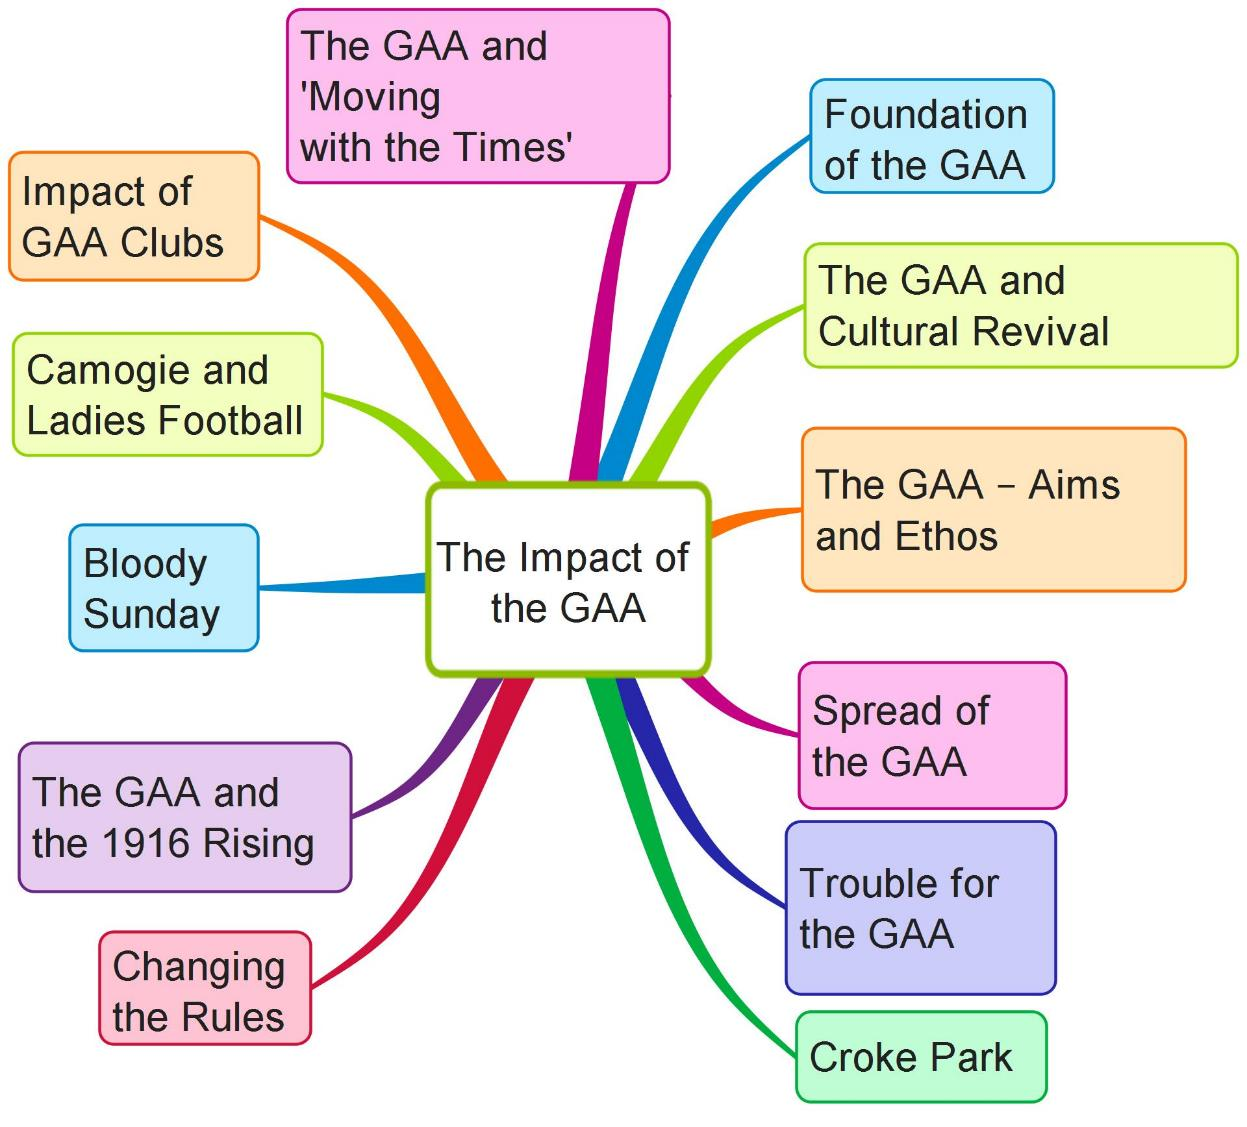 The GAA and
'Moving
with the Times'
Foundation
of the GAA
The GAA and
Cultural Revival
The GAA – Aims
and Ethos
Spread of
the GAA
Trouble for
the GAA
Croke Park
Changing
the Rules
The GAA and
the 1916 Rising
Bloody
Sunday
Camogie and
Ladies Football
Impact of
GAA Clubs
The Impact of
the GAA